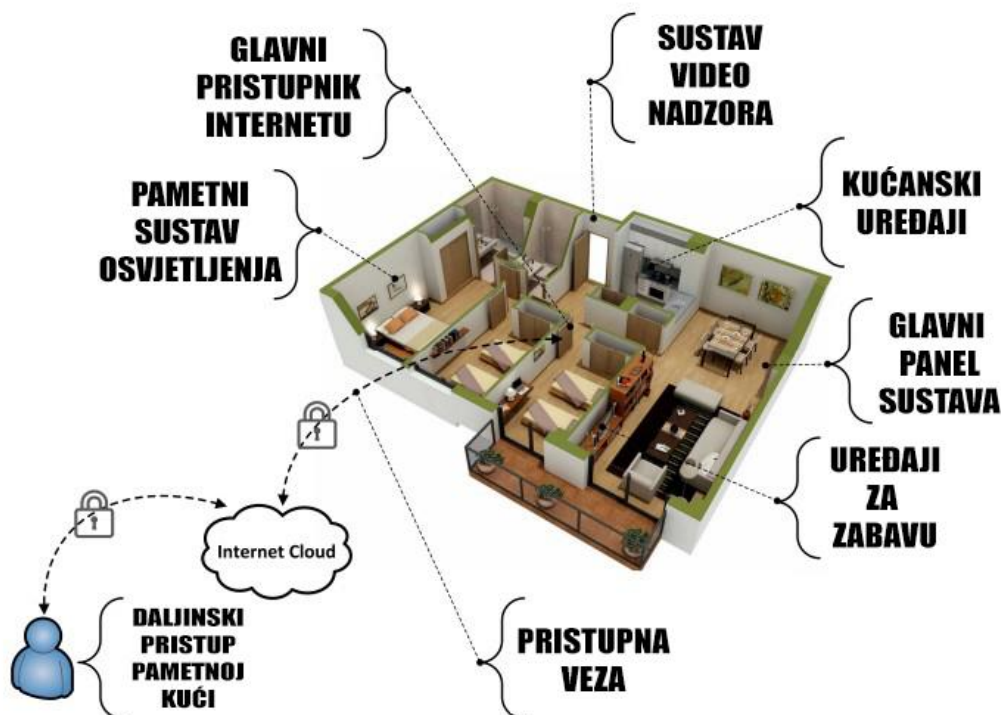 GLAVNI
PRISTUPNIK
INTERNETU
SUSTAV
VIDEO
NADZORA
PAMETNI
SUSTAV
OSVJETLJENJA
KUĆANSKI
UREĐAJI
GLAVNI
PANEL
SUSTAVA
UREĐAJI
ZA
ZABAVU
Internet Cloud
DALJINSKI
PRISTUP
PAMETNOJ
KUĆI
PRISTUPNA
VEZA